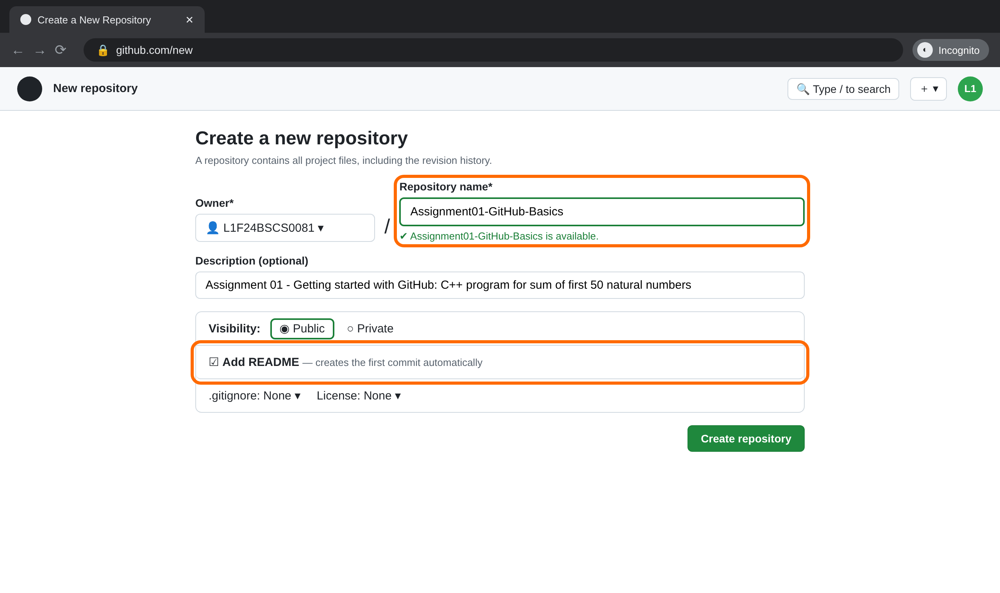 Create a New Repository ✕
← → ⟳ 🔒 github.com/new Incognito
New repository 🔍 Type / to search + ▾ L1
Create a new repository
A repository contains all project files, including the revision history.
Repository name*
Owner*
Assignment01-GitHub-Basics
👤 L1F24BSCS0081 ▾ /
✔ Assignment01-GitHub-Basics is available.
Description (optional)
Assignment 01 - Getting started with GitHub: C++ program for sum of first 50 natural numbers
Visibility: ◉ Public ○ Private
☑ Add README — creates the first commit automatically
.gitignore: None ▾ License: None ▾
Create repository